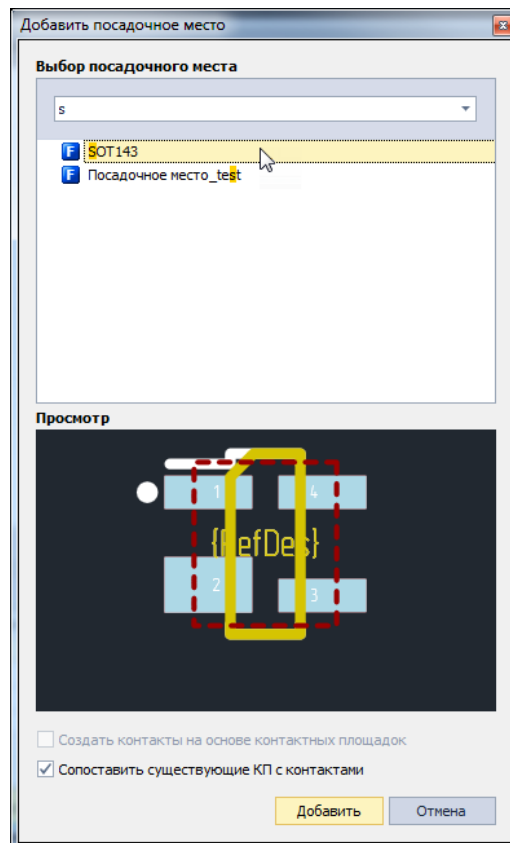 Добавить посадочное место
Выбор посадочного места
s
SOT143
Посадочное место_test
Просмотр
1 4
{RefDes}
2 3
Создать контакты на основе контактных площадок
Сопоставить существующие КП с контактами
Добавить Отмена